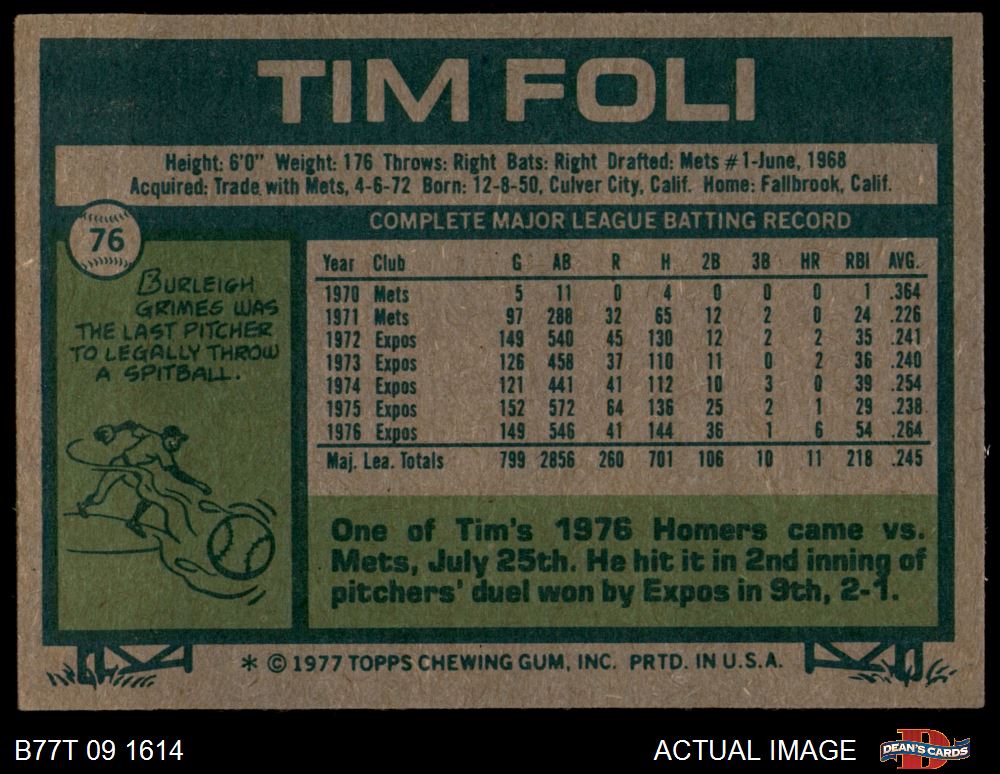 TIM FOLI
Height: 6'0" Weight: 176 Throws: Right Bats: Right Drafted: Mets #1-June, 1968
Acquired: Trade with Mets, 4-6-72 Born: 12-8-50, Culver City, Calif. Home: Fallbrook, Calif.
76
BURLEIGH
GRIMES WAS
THE LAST PITCHER
TO LEGALLY THROW
A SPITBALL.
COMPLETE MAJOR LEAGUE BATTING RECORD
Year Club G AB R H 2B 3B HR RBI AVG.
1970 Mets 5 11 0 4 0 0 0 1 .364
1971 Mets 97 288 32 65 12 2 0 24 .226
1972 Expos 149 540 45 130 12 2 2 35 .241
1973 Expos 126 458 37 110 11 0 2 36 .240
1974 Expos 121 441 41 112 10 3 0 39 .254
1975 Expos 152 572 64 136 25 2 1 29 .238
1976 Expos 149 546 41 144 36 1 6 54 .264
Maj. Lea. Totals 799 2856 260 701 106 10 11 218 .245
One of Tim's 1976 Homers came vs.
Mets, July 25th. He hit it in 2nd inning of
pitchers' duel won by Expos in 9th, 2-1.
* © 1977 TOPPS CHEWING GUM, INC. PRTD. IN U.S.A.
B77T 09 1614
ACTUAL IMAGE
DEAN'S CARDS